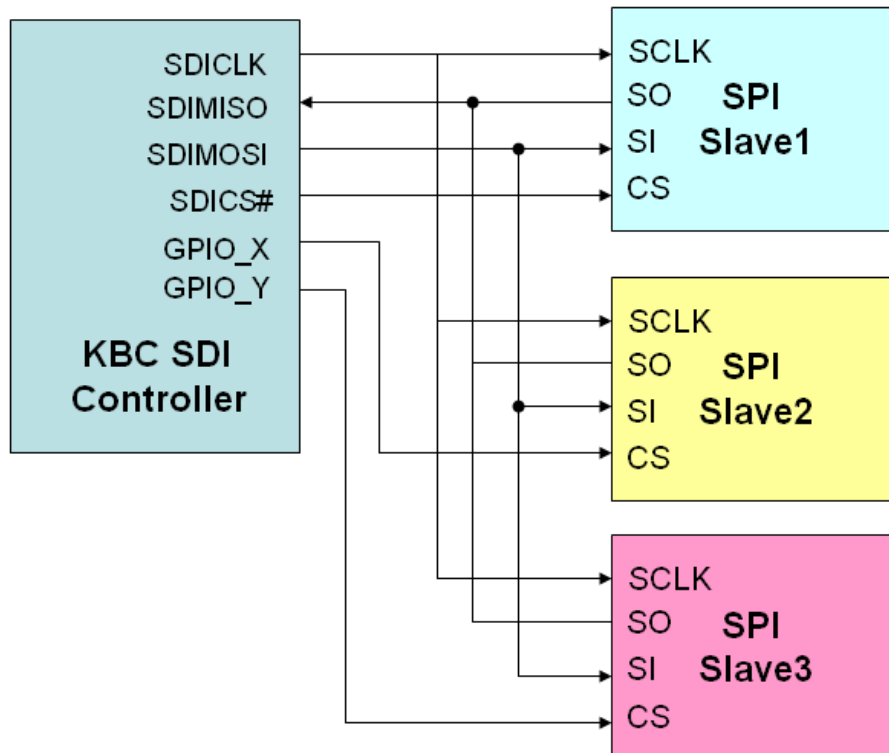 SDICLK
SDIMISO
SDIMOSI
SDICS#
GPIO_X
GPIO_Y
KBC SDI
Controller
SCLK
SO SPI
SI Slave1
CS
SCLK
SO SPI
SI Slave2
CS
SCLK
SO SPI
SI Slave3
CS